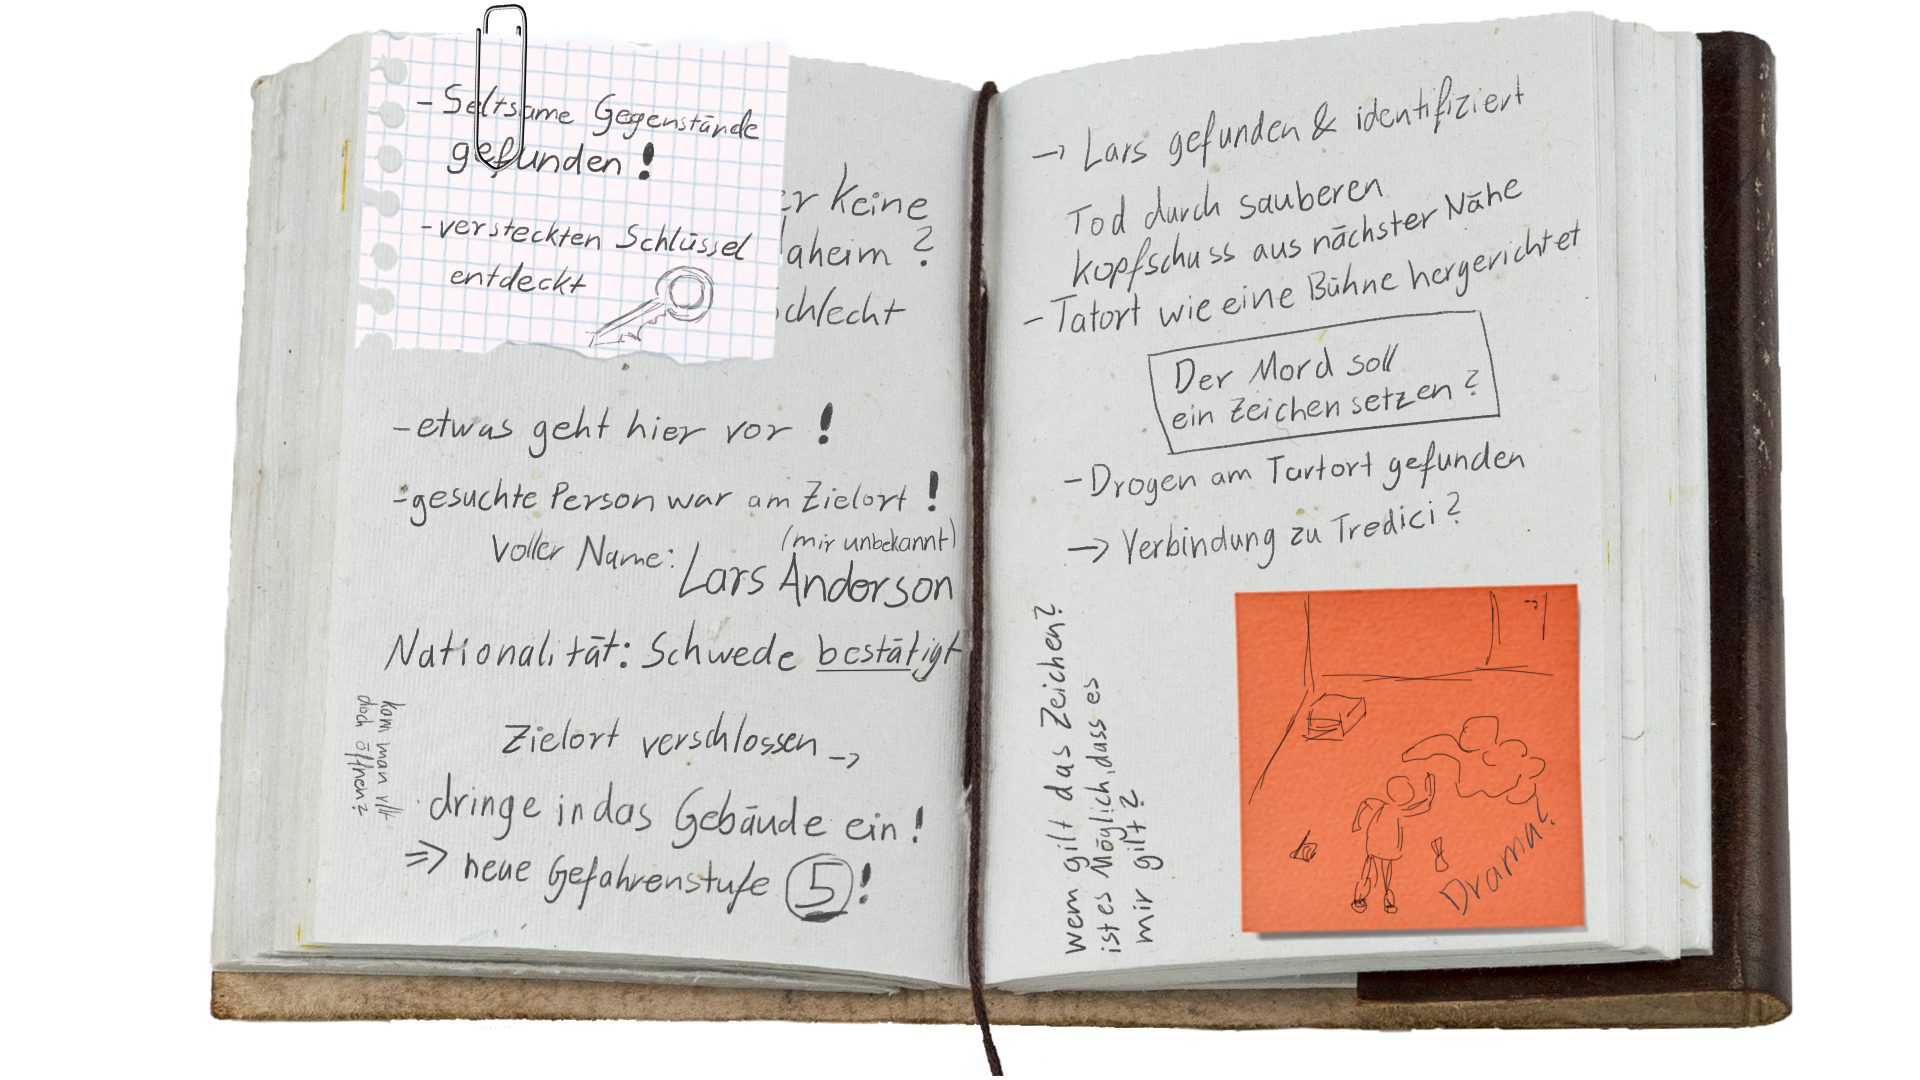 - Seltsame Gegenstände
gefunden!
- versteckten Schlüssel
entdeckt
er keine
aheim?
chlecht
- etwas geht hier vor!
- gesuchte Person war am Zielort!
(mir unbekannt)
Voller Name: Lars Anderson
Nationalität: Schwede bestätigt
Zielort verschlossen →
dringe in das Gebäude ein!
⇒ neue Gefahrenstufe 5!
kann man vllt
doch öffnen?
→ Lars gefunden & identifiziert
Tod durch sauberen
kopfschuss aus nächster Nähe
- Tatort wie eine Bühne hergerichtet
Der Mord soll
ein Zeichen setzen?
- Drogen am Tartort gefunden
→ Verbindung zu Tredici?
wem gilt das Zeichen?
ist es Möglich, dass es
mir gilt?
Drama?